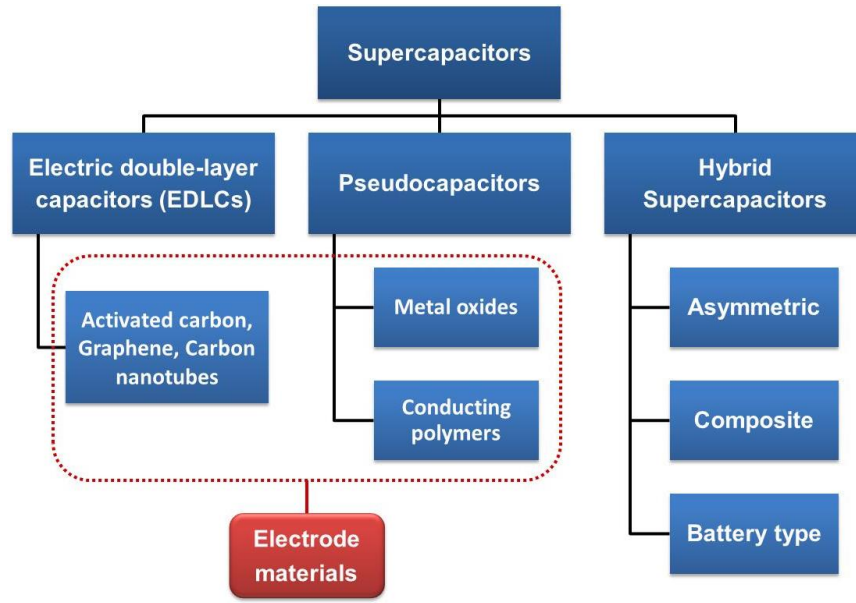 Supercapacitors
Electric double-layer
capacitors (EDLCs)
Pseudocapacitors
Hybrid
Supercapacitors
Activated carbon,
Graphene, Carbon
nanotubes
Metal oxides
Conducting
polymers
Asymmetric
Composite
Battery type
Electrode
materials